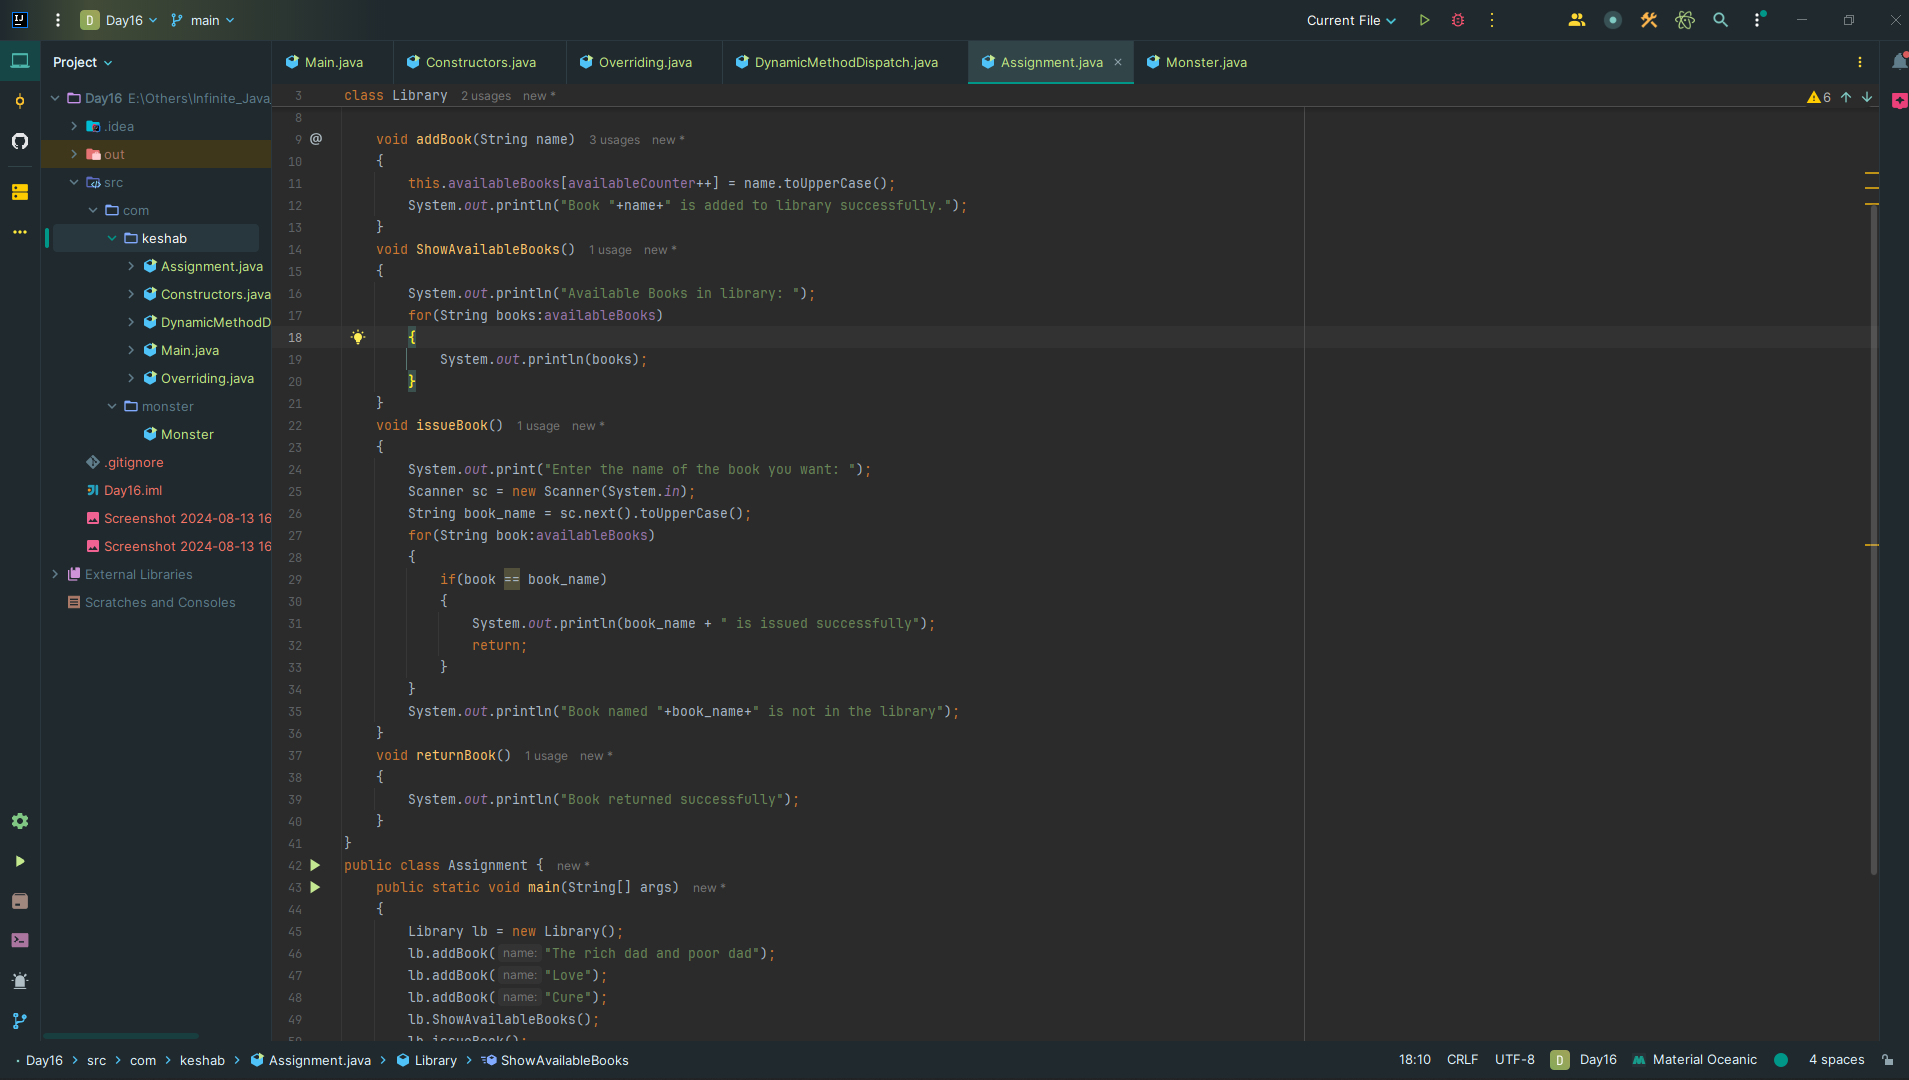 D Day16 main Current File
Project
Main.java Constructors.java Overriding.java DynamicMethodDispatch.java Assignment.java Monster.java
Day16 E:\Others\Infinite_Java_
.idea
out
src
com
keshab
Assignment.java
Constructors.java
DynamicMethodD
Main.java
Overriding.java
monster
Monster
.gitignore
Day16.iml
Screenshot 2024-08-13 16
Screenshot 2024-08-13 16
External Libraries
Scratches and Consoles
3 class Library 2 usages new *
6
8
9 @ void addBook(String name) 3 usages new *
10 {
11 this.availableBooks[availableCounter++] = name.toUpperCase();
12 System.out.println("Book "+name+" is added to library successfully.");
13 }
14 void ShowAvailableBooks() 1 usage new *
15 {
16 System.out.println("Available Books in library: ");
17 for(String books:availableBooks)
18 {
19 System.out.println(books);
20 }
21 }
22 void issueBook() 1 usage new *
23 {
24 System.out.print("Enter the name of the book you want: ");
25 Scanner sc = new Scanner(System.in);
26 String book_name = sc.next().toUpperCase();
27 for(String book:availableBooks)
28 {
29 if(book == book_name)
30 {
31 System.out.println(book_name + " is issued successfully");
32 return;
33 }
34 }
35 System.out.println("Book named "+book_name+" is not in the library");
36 }
37 void returnBook() 1 usage new *
38 {
39 System.out.println("Book returned successfully");
40 }
41 }
42 public class Assignment { new *
43 public static void main(String[] args) new *
44 {
45 Library lb = new Library();
46 lb.addBook( name: "The rich dad and poor dad");
47 lb.addBook( name: "Love");
48 lb.addBook( name: "Cure");
49 lb.ShowAvailableBooks();
50 lb.issueBook();
Day16 > src > com > keshab > Assignment.java > Library > ShowAvailableBooks 18:10 CRLF UTF-8 D Day16 Material Oceanic 4 spaces